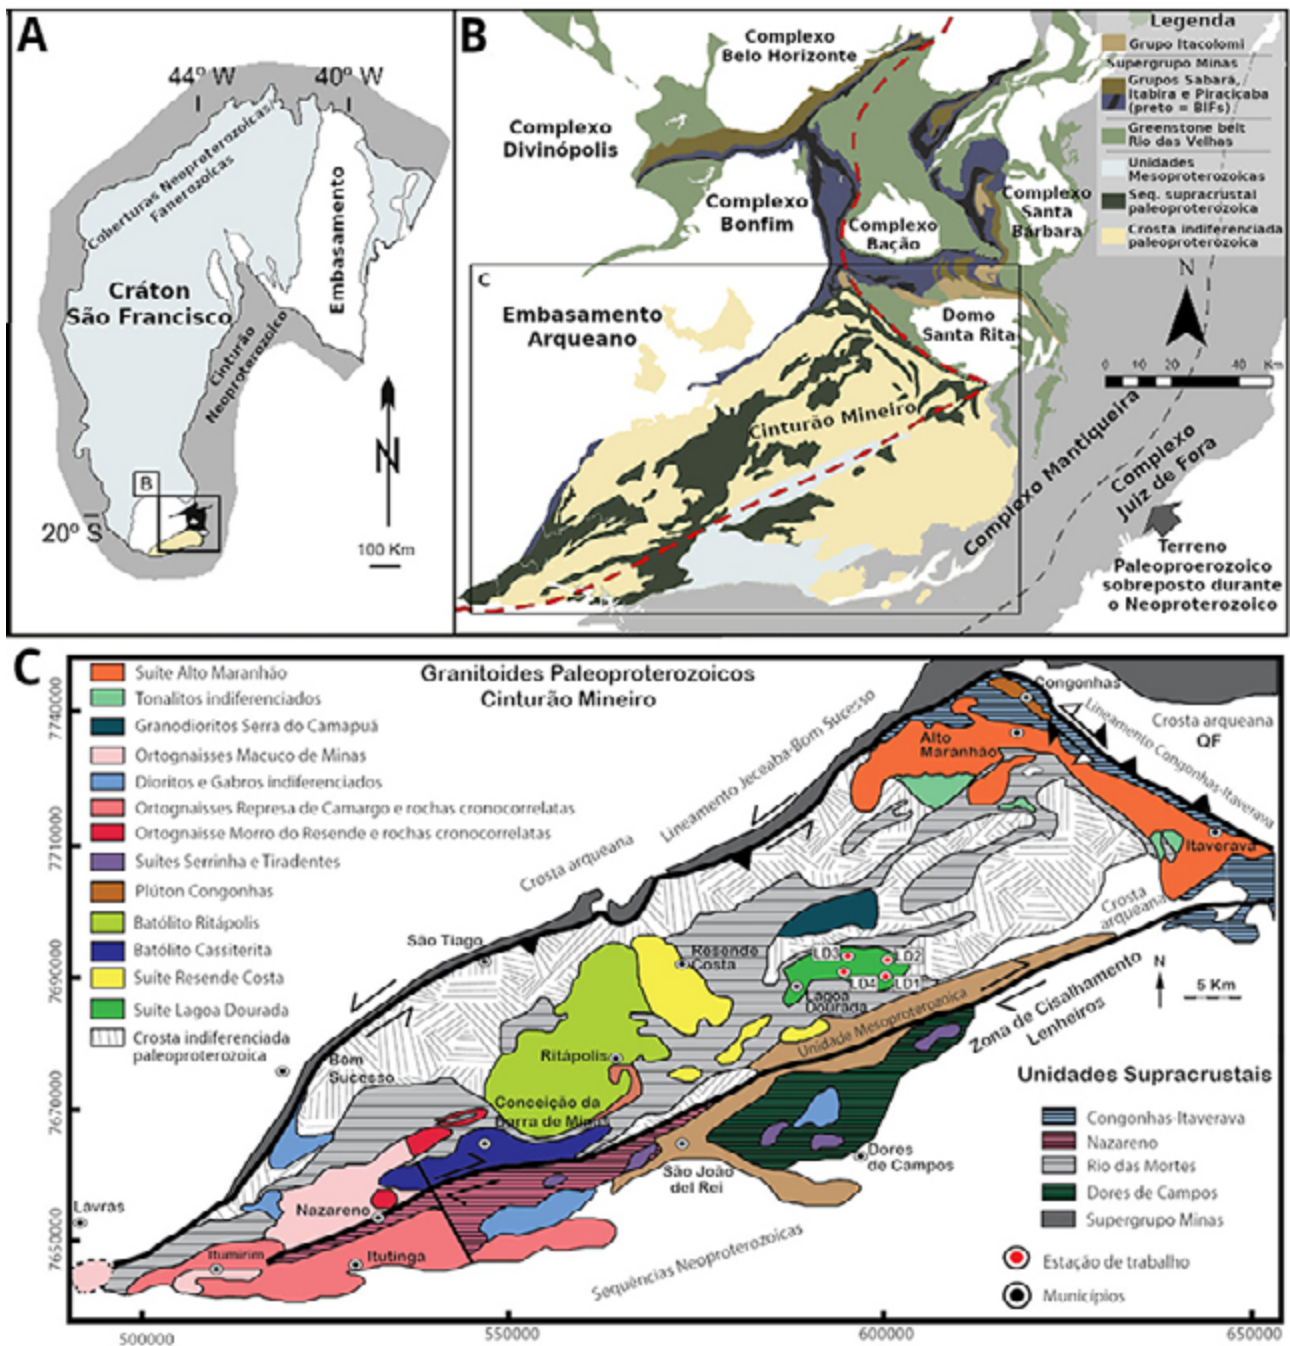 A
44º W
40º W
Coberturas Neoproterozoicas/
Fanerozoicas
Embasamento
Cráton
São Francisco
Cinturão
Neoproterozoico
N
B
20º S
100 Km
B
Complexo
Belo Horizonte
Complexo
Divinópolis
Complexo
Bonfim
Complexo
Bação
Complexo
Santa
Bárbara
C
Embasamento
Arqueano
Domo
Santa Rita
Cinturão Mineiro
Complexo Mantiqueira
Complexo
Juiz de Fora
Terreno
Paleoproerozoico
sobreposto durante
o Neoproterozoico
Legenda
Grupo Itacolomi
Supergrupo Minas
Grupos Sabará,
Itabira e Piracicaba
(preto = BIFs)
Greenstone belt
Rio das Velhas
Unidades
Mesoproterozoicas
Seq. supracrustal
paleoproterozoica
Crosta indiferenciada
paleoproterozoica
N
0 10 20 40 Km
C
Granitoides Paleoproterozoicos
Cinturão Mineiro
Suíte Alto Maranhão
Tonalitos indiferenciados
Granodioritos Serra do Camapuã
Ortognaisses Macuco de Minas
Dioritos e Gabros indiferenciados
Ortognaisses Represa de Camargo e rochas cronocorrelatas
Ortognaisse Morro do Resende e rochas cronocorrelatas
Suítes Serrinha e Tiradentes
Plúton Congonhas
Batólito Ritápolis
Batólito Cassiterita
Suíte Resende Costa
Suíte Lagoa Dourada
Crosta indiferenciada
paleoproterozoica
Congonhas
Lineamento Congonhas-Itaverava
Crosta arqueana
QF
Alto
Maranhão
Itaverava
Lineamento Jeceaba-Bom Sucesso
Crosta arqueana
Crosta
arqueana
São Tiago
Resende
Costa
LD3
LD2
LD4
LD1
Lagoa
Dourada
Unidade Mesoproterozoica
Zona de Cisalhamento
Lenheiros
N
5 Km
Bom
Sucesso
Ritápolis
Conceição da
Barra de Minas
São João
del Rei
Dores
de Campos
Nazareno
Lavras
Itumirim
Itutinga
Sequências Neoproterozoicas
Unidades Supracrustais
Congonhas-Itaverava
Nazareno
Rio das Mortes
Dores de Campos
Supergrupo Minas
Estação de trabalho
Municípios
7740000
7710000
7690000
7670000
7650000
500000
550000
600000
650000